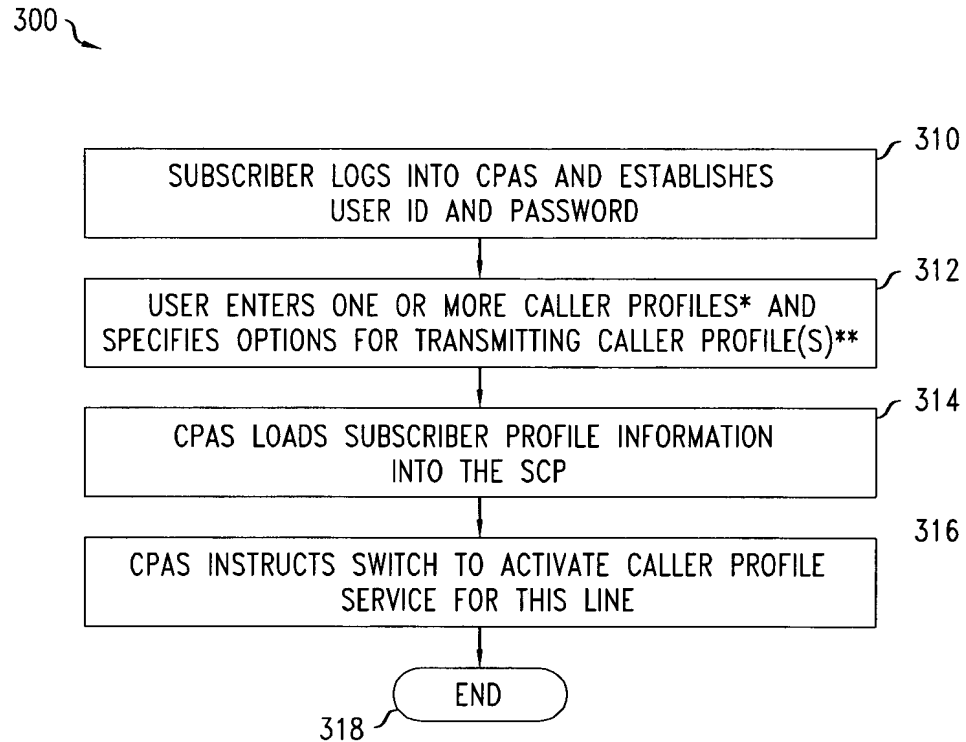 300
310
SUBSCRIBER LOGS INTO CPAS AND ESTABLISHES
USER ID AND PASSWORD
312
USER ENTERS ONE OR MORE CALLER PROFILES* AND
SPECIFIES OPTIONS FOR TRANSMITTING CALLER PROFILE(S)**
314
CPAS LOADS SUBSCRIBER PROFILE INFORMATION
INTO THE SCP
316
CPAS INSTRUCTS SWITCH TO ACTIVATE CALLER PROFILE
SERVICE FOR THIS LINE
END
318